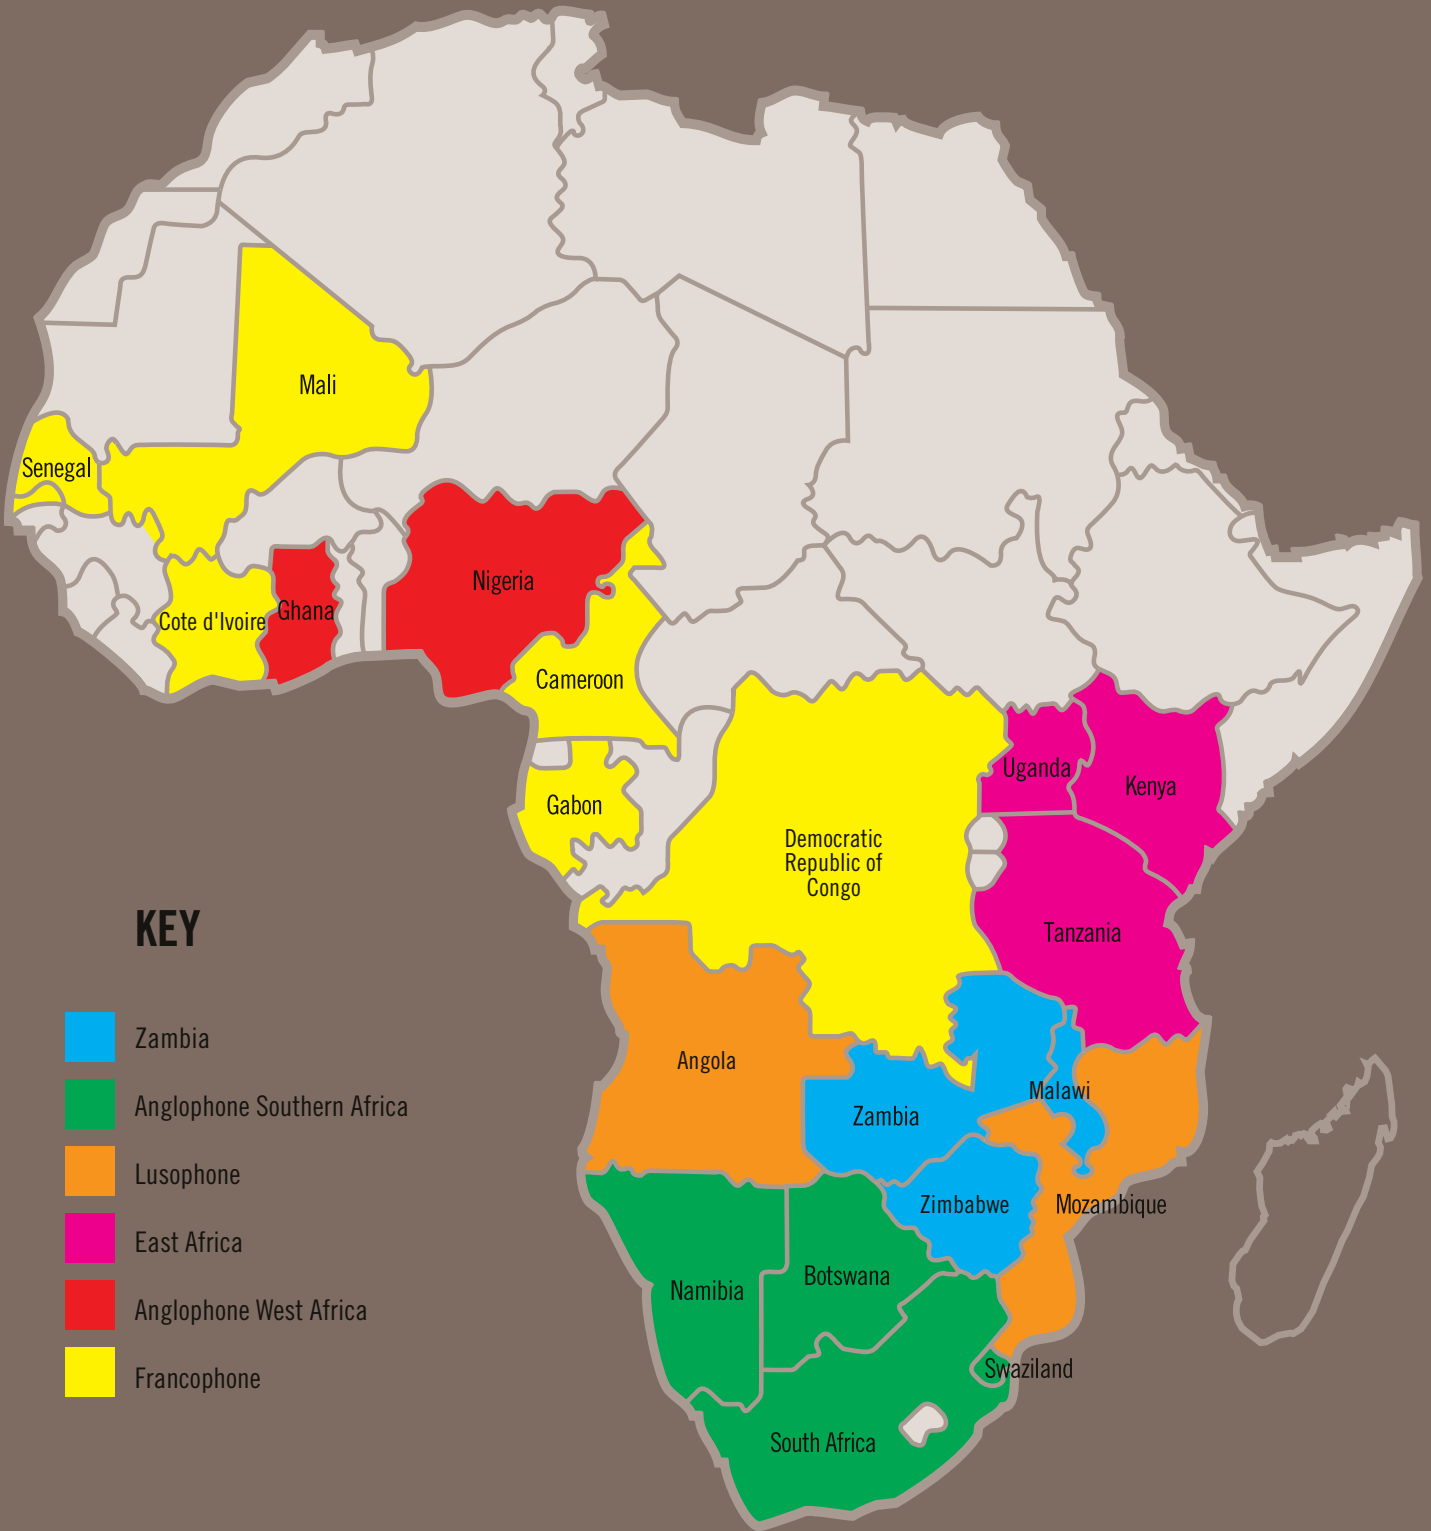 Mali
Senegal
Nigeria
Ghana
Cote d'Ivoire
Cameroon
Uganda
Kenya
Gabon
Democratic
Republic of
Congo
Tanzania
Angola
Malawi
Zambia
Zimbabwe
Mozambique
Botswana
Namibia
Swaziland
South Africa
KEY
Zambia
Anglophone Southern Africa
Lusophone
East Africa
Anglophone West Africa
Francophone